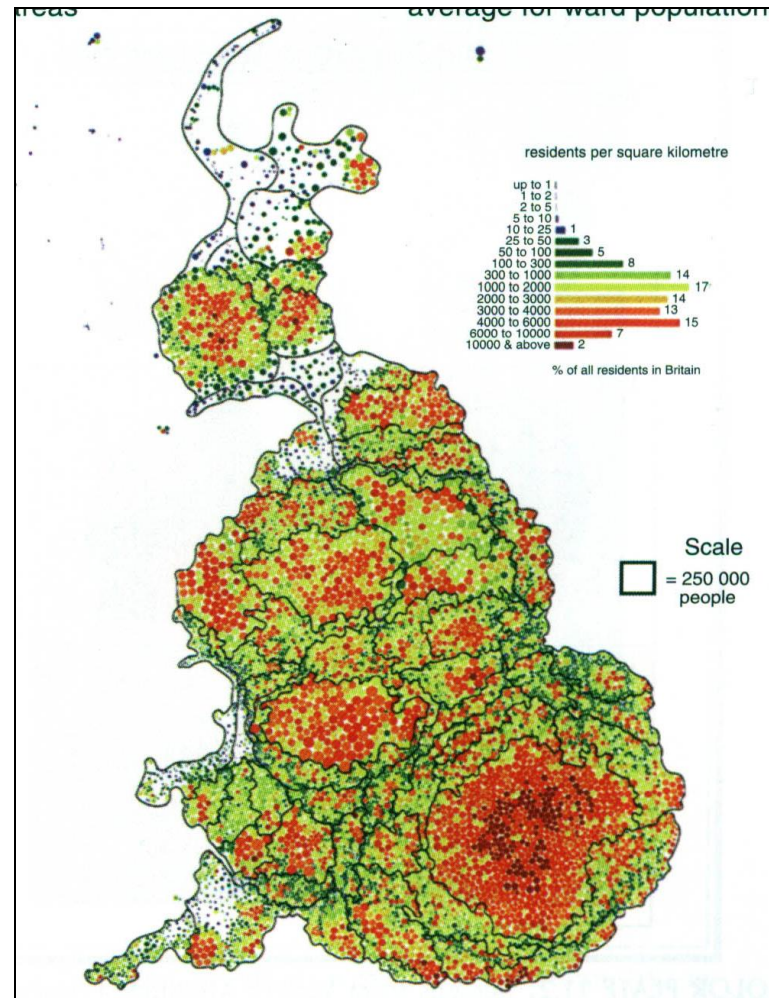 areas
average for ward population
residents per square kilometre
up to 1
1 to 2
2 to 5
5 to 10
10 to 25 1
25 to 50 3
50 to 100 5
100 to 300 8
300 to 1000 14
1000 to 2000 17
2000 to 3000 14
3000 to 4000 13
4000 to 6000 15
6000 to 10000 7
10000 & above 2
% of all residents in Britain
Scale
= 250 000
people